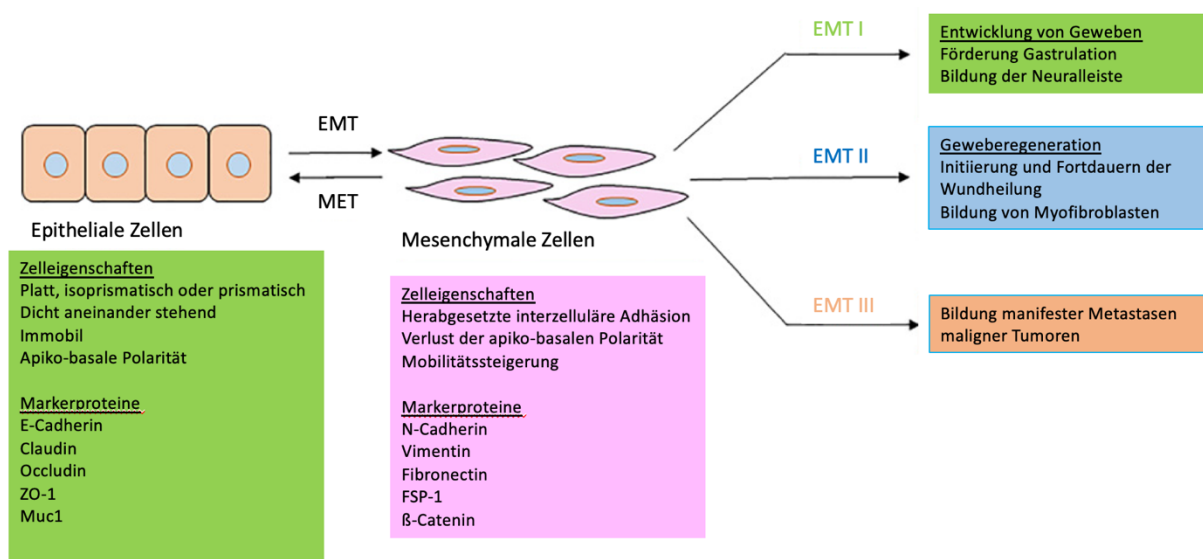 EMT
MET
Epitheliale Zellen
Zelleigenschaften
Platt, isoprismatisch oder prismatisch
Dicht aneinander stehend
Immobil
Apiko-basale Polarität
Markerproteine
E-Cadherin
Claudin
Occludin
ZO-1
Muc1
Mesenchymale Zellen
Zelleigenschaften
Herabgesetzte interzelluläre Adhäsion
Verlust der apiko-basalen Polarität
Mobilitätssteigerung
Markerproteine
N-Cadherin
Vimentin
Fibronectin
FSP-1
ß-Catenin
EMT I
Entwicklung von Geweben
Förderung Gastrulation
Bildung der Neuralleiste
EMT II
Geweberegeneration
Initiierung und Fortdauern der
Wundheilung
Bildung von Myofibroblasten
EMT III
Bildung manifester Metastasen
maligner Tumoren